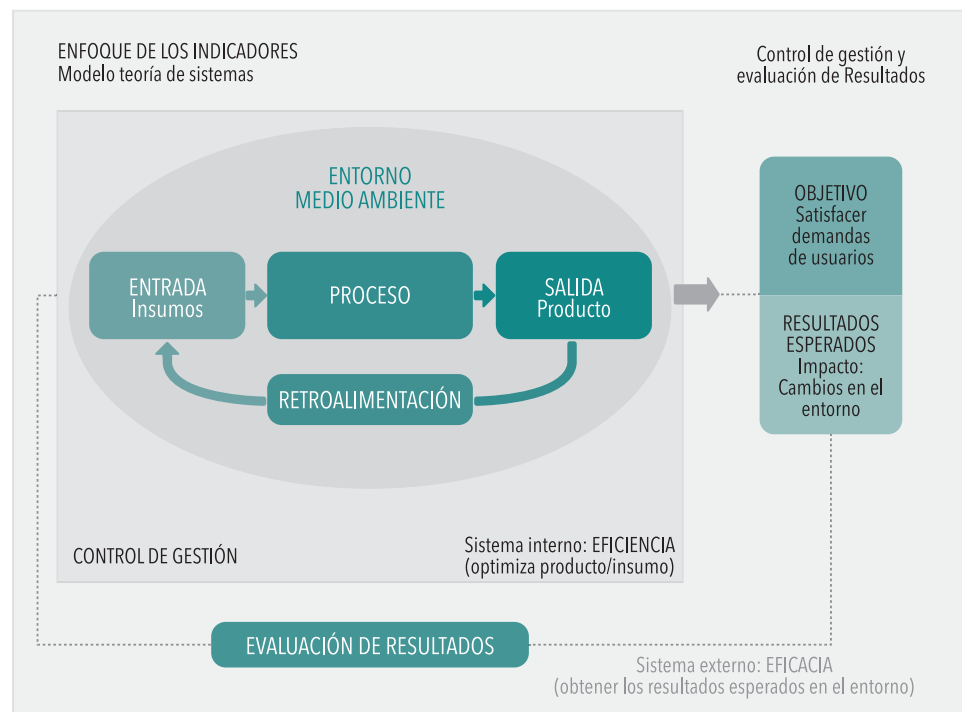 ENFOQUE DE LOS INDICADORES
Modelo teoría de sistemas
Control de gestión y
evaluación de Resultados
ENTORNO
MEDIO AMBIENTE
ENTRADA
Insumos
PROCESO
SALIDA
Producto
RETROALIMENTACIÓN
OBJETIVO
Satisfacer
demandas
de usuarios
RESULTADOS
ESPERADOS
Impacto:
Cambios en el
entorno
CONTROL DE GESTIÓN
Sistema interno: EFICIENCIA
(optimiza producto/insumo)
EVALUACIÓN DE RESULTADOS
Sistema externo: EFICACIA
(obtener los resultados esperados en el entorno)